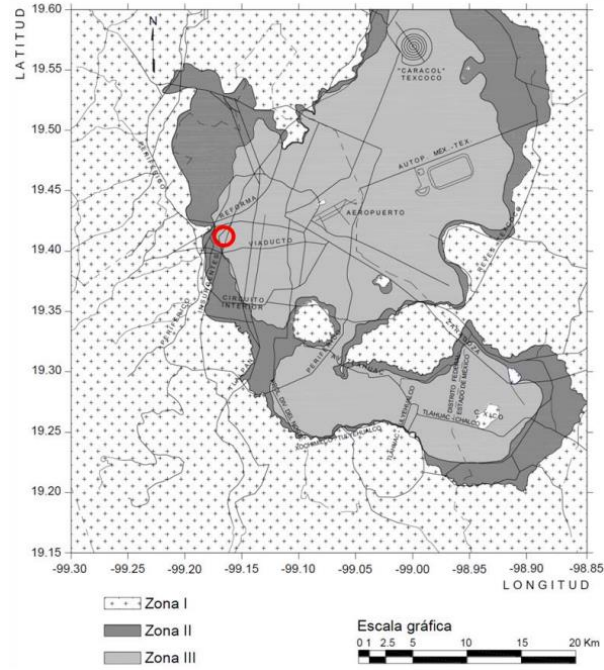 LATITUD
19.60
19.55
19.50
19.45
19.40
19.35
19.30
19.25
19.20
19.15
N
"CARACOL"
TEXCOCO
AUTOP. MEX.-TEX
PERIFERICO
REFORMA
AEROPUERTO
VIADUCTO
INSURGENTES
CIRCUITO
INTERIOR
PERIFERICO
ZARAGOZA
TLALPAN
DISTRITO FEDERAL
ESTADO DE MEXICO
TLAHUAC-CHALCO
-99.30 -99.25 -99.20 -99.15 -99.10 -99.05 -99.00 -98.95 -98.90 -98.85
LONGITUD
Zona I
Zona II
Zona III
Escala gráfica
0 1 2.5 5 10 15 20 Km